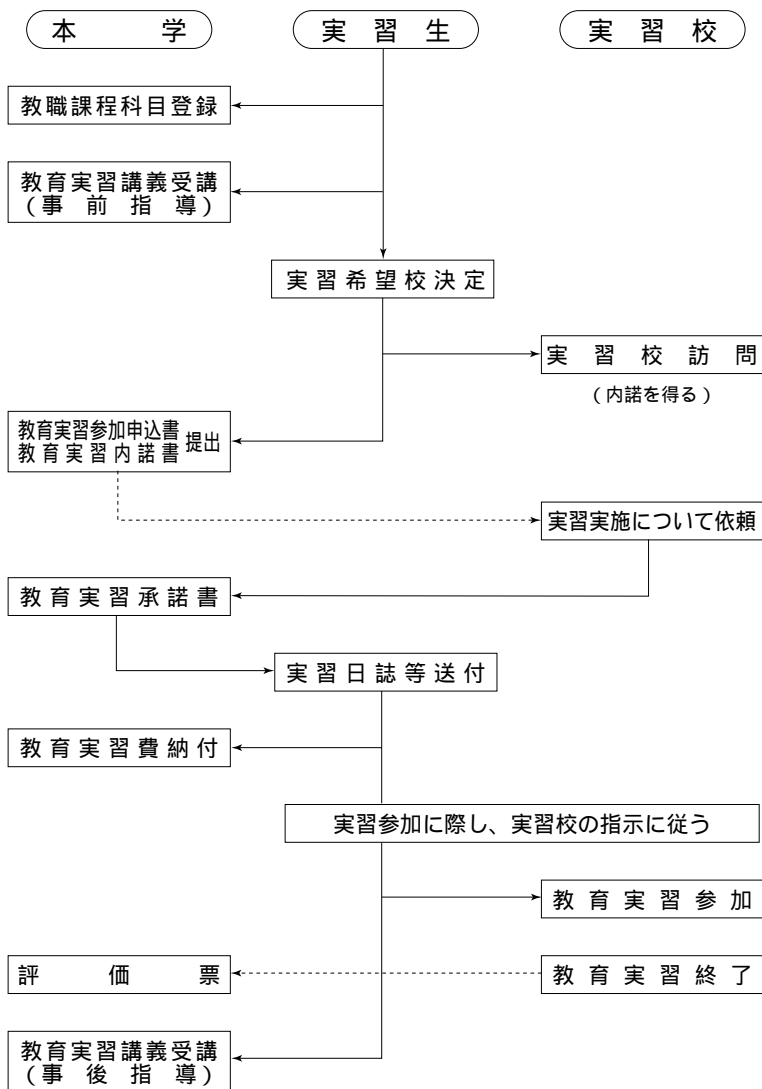 本学
実習生
実習校
教職課程科目登録
教育実習講義受講
(事前指導)
実習希望校決定
実習校訪問
(内諾を得る)
教育実習参加申込書
教育実習内諾書
提出
実習実施について依頼
教育実習承諾書
実習日誌等送付
教育実習費納付
実習参加に際し、実習校の指示に従う
教育実習参加
評価票
教育実習終了
教育実習講義受講
(事後指導)